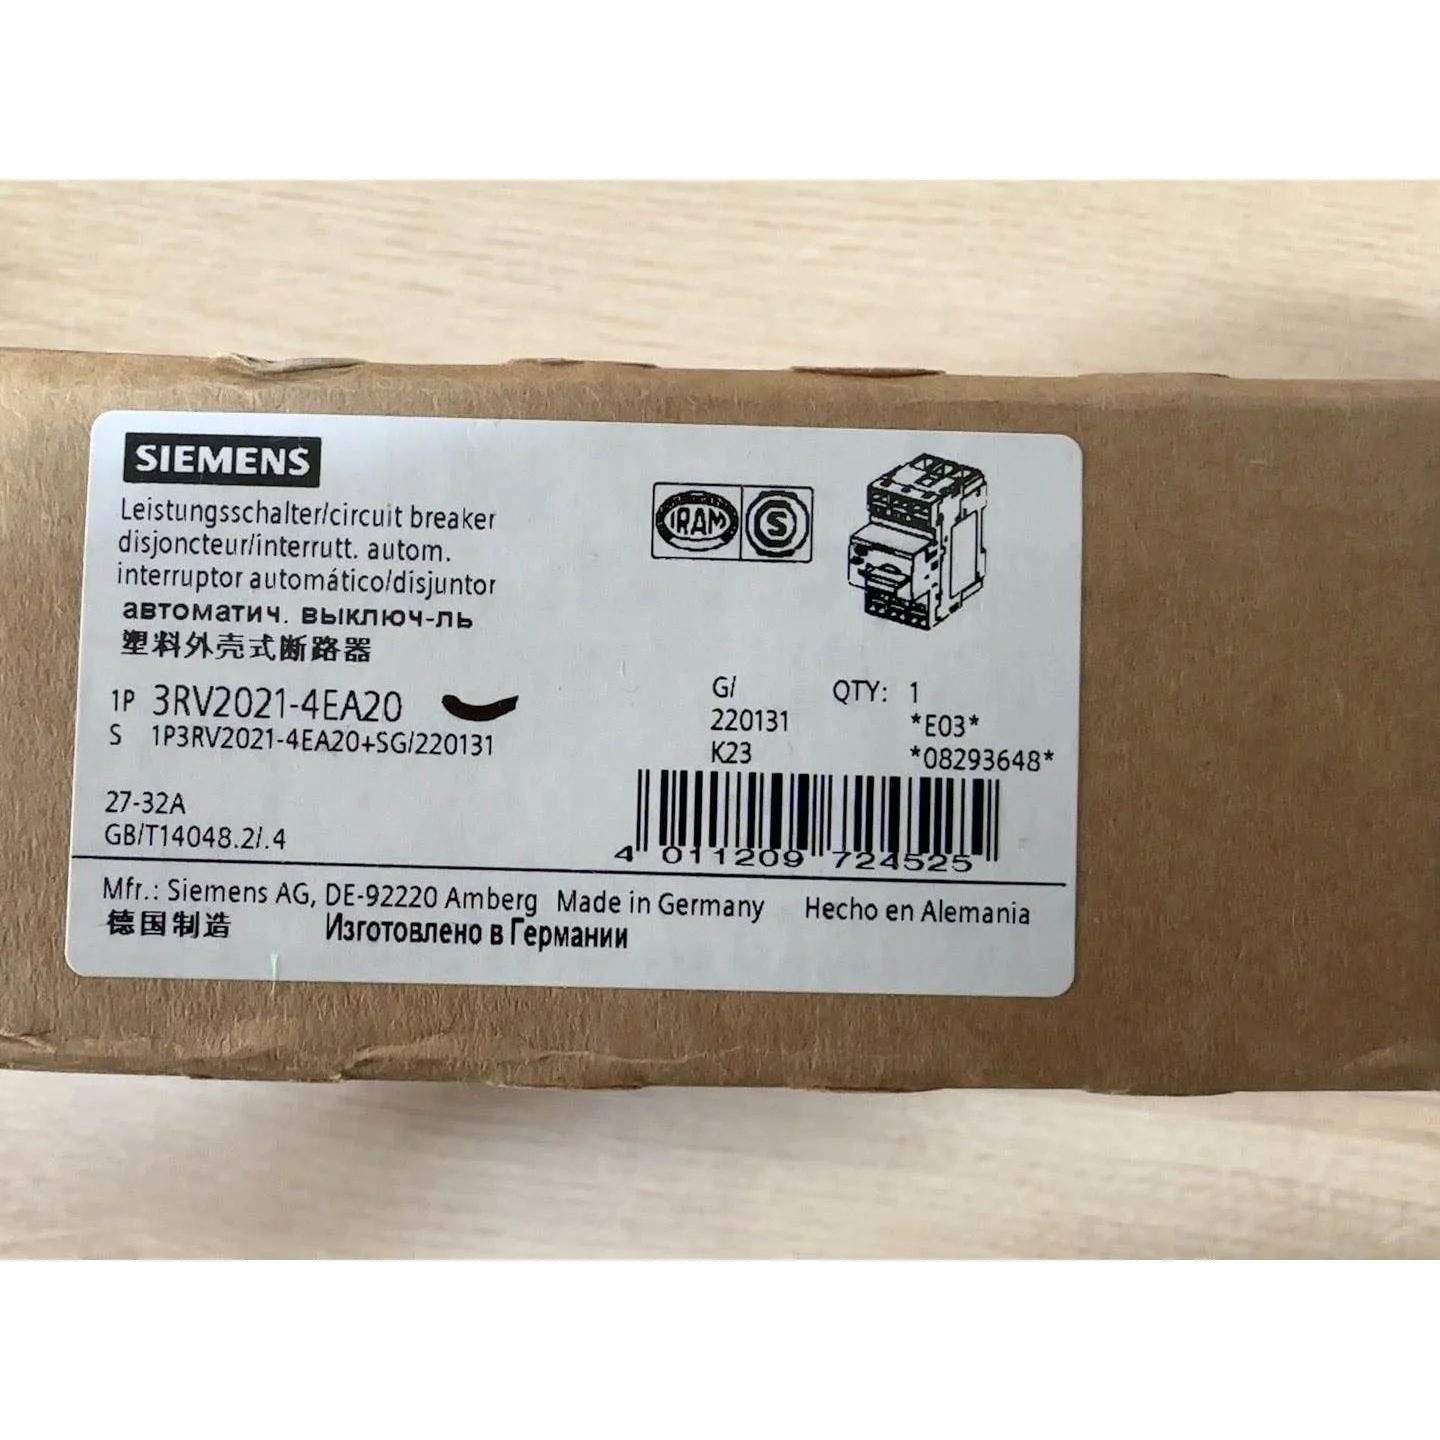 SIEMENS
Leistungsschalter/circuit breaker
disjoncteur/interrutt. autom.
interruptor automático/disjuntor
автоматич. выключ-ль
塑料外壳式断路器
IRAM S
1P 3RV2021-4EA20
S 1P3RV2021-4EA20+SG/220131
G/ QTY: 1
220131 *E03*
K23 *08293648*
27-32A
GB/T14048.2/.4
4 011209 724525
Mfr.: Siemens AG, DE-92220 Amberg Made in Germany Hecho en Alemania
德国制造 Изготовлено в Германии